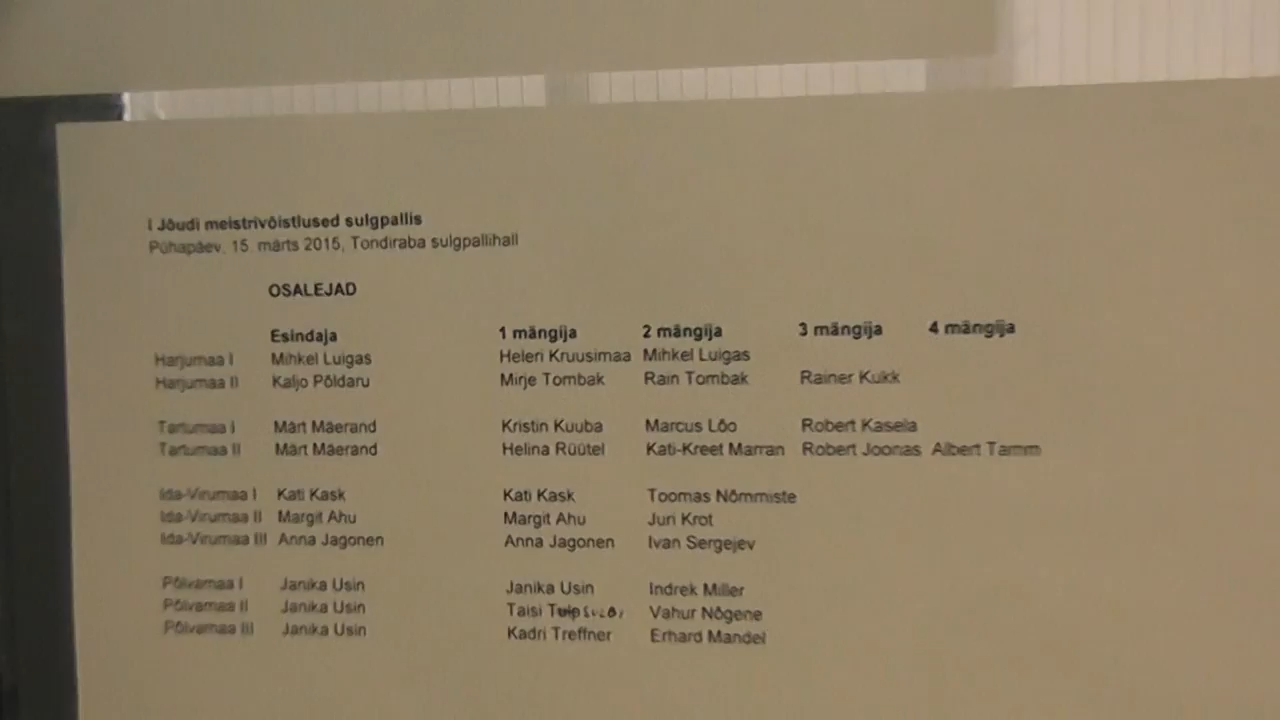 I Jõudi meistrivõistlused sulgpallis
Pühapäev, 15. märts 2015, Tondiraba sulgpallihall
OSALEJAD
Esindaja 1 mängija 2 mängija 3 mängija 4 mängija
Harjumaa I Mihkel Luigas Heleri Kruusimaa Mihkel Luigas
Harjumaa II Kaljo Põldaru Mirje Tombak Rain Tombak Rainer Kukk
Tartumaa I Märt Mäerand Kristin Kuuba Marcus Lõo Robert Kasela
Tartumaa II Märt Mäerand Helina Rüütel Kati-Kreet Marran Robert Joonas Albert Tamm
Ida-Virumaa I Kati Kask Kati Kask Toomas Nõmmiste
Ida-Virumaa II Margit Ahu Margit Ahu Juri Krot
Ida-Virumaa III Anna Jagonen Anna Jagonen Ivan Sergejev
Põlvamaa I Janika Usin Janika Usin Indrek Miller
Põlvamaa II Janika Usin Taisi Vahur Nõgene
Põlvamaa III Janika Usin Kadri Treffner Erhard Mandel